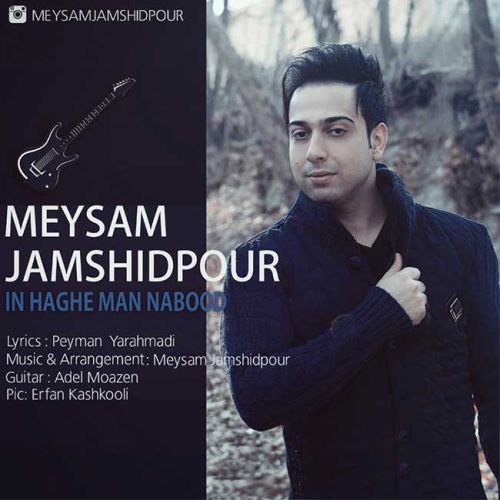 MEYSAMJAMSHIDPOUR
MEYSAM
JAMSHIDPOUR
IN HAGHE MAN NABOOD
Lyrics : Peyman Yarahmadi
Music & Arrangement : Meysam Jamshidpour
Guitar : Adel Moazen
Pic: Erfan Kashkooli